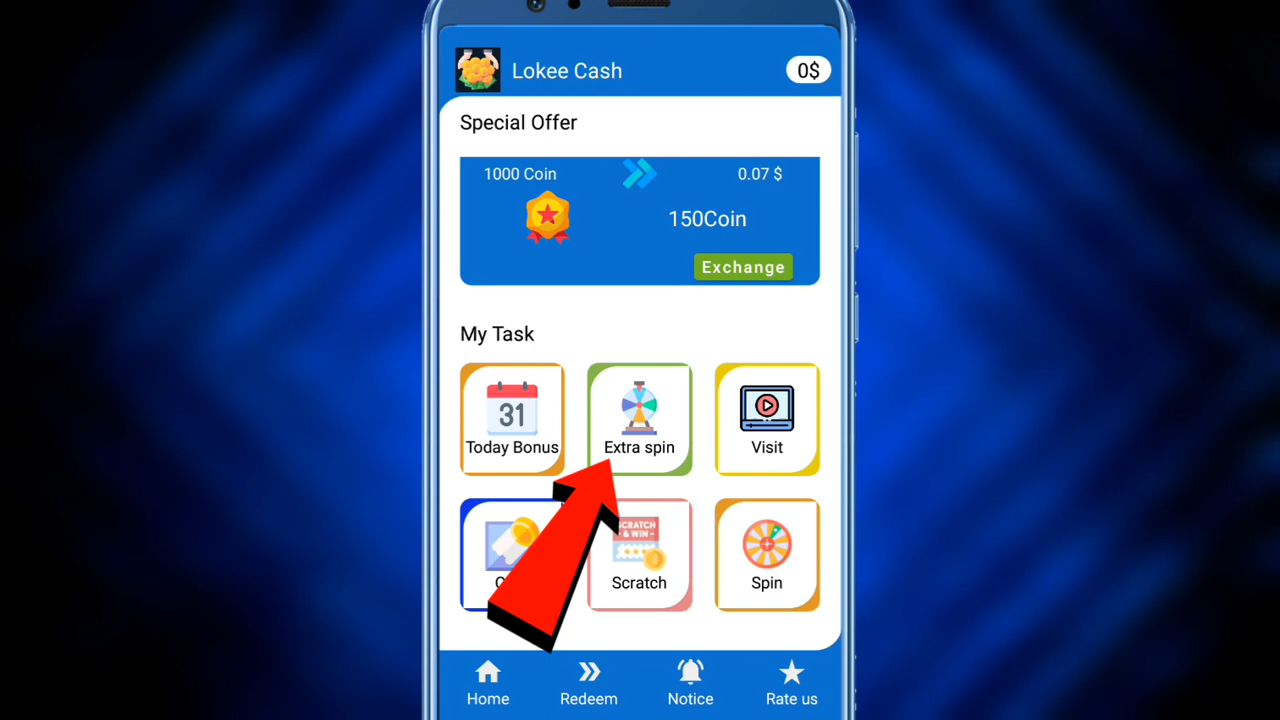 Lokee Cash
0$
Special Offer
1000 Coin
0.07 $
150Coin
Exchange
My Task
31
Today Bonus
Extra spin
Visit
SCRATCH
& WIN
Scratch
Spin
Home
Redeem
Notice
Rate us